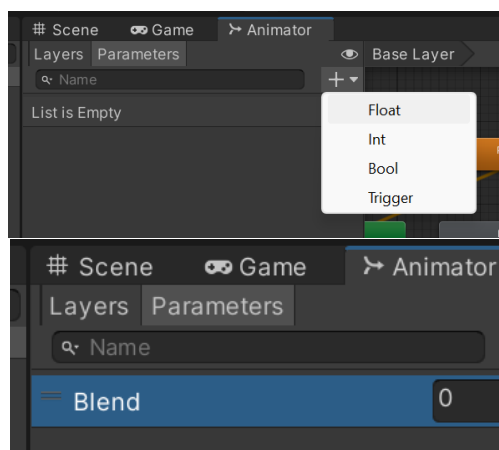 Scene Game Animator
Layers Parameters Base Layer
Name
List is Empty
Float
Int
Bool
Trigger
Scene Game Animator
Layers Parameters
Name
Blend 0